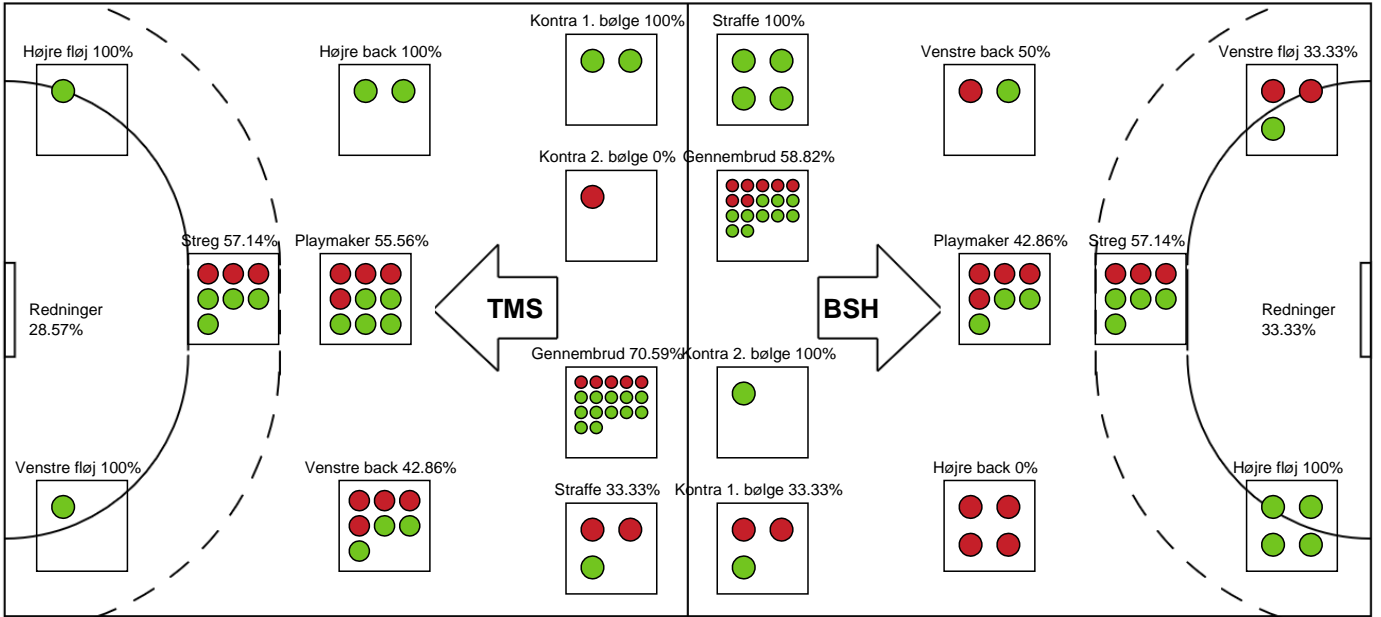 Kontra 1. bølge 100%
Straffe 100%
Højre fløj 100%
Højre back 100%
Venstre back 50%
Venstre fløj 33.33%
Kontra 2. bølge 0%
Gennembrud 58.82%
Streg 57.14%
Playmaker 55.56%
Playmaker 42.86%
Streg 57.14%
Redninger
28.57%
TMS
BSH
Redninger
33.33%
Gennembrud 70.59%
Kontra 2. bølge 100%
Venstre fløj 100%
Venstre back 42.86%
Højre back 0%
Højre fløj 100%
Straffe 33.33%
Kontra 1. bølge 33.33%